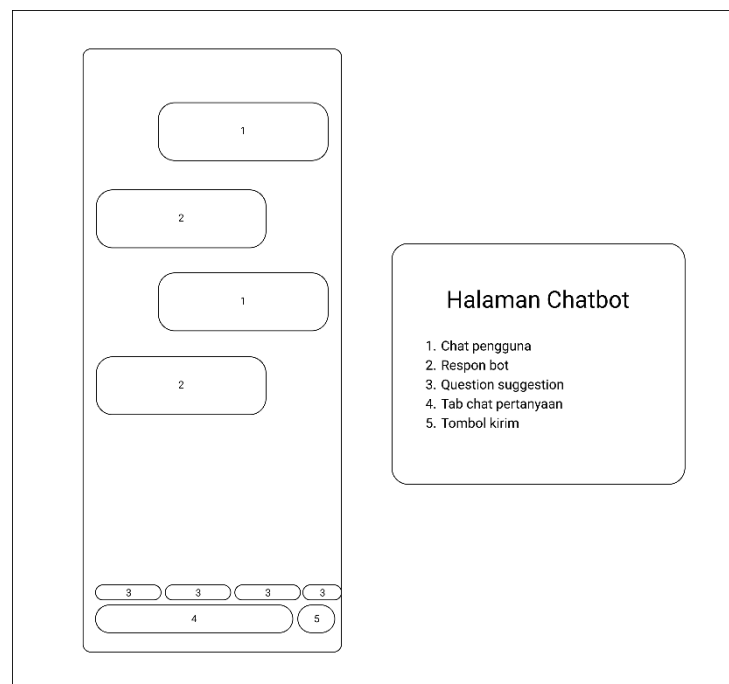 1
2
1
2
3 3 3 3
4 5
Halaman Chatbot
1. Chat pengguna
2. Respon bot
3. Question suggestion
4. Tab chat pertanyaan
5. Tombol kirim